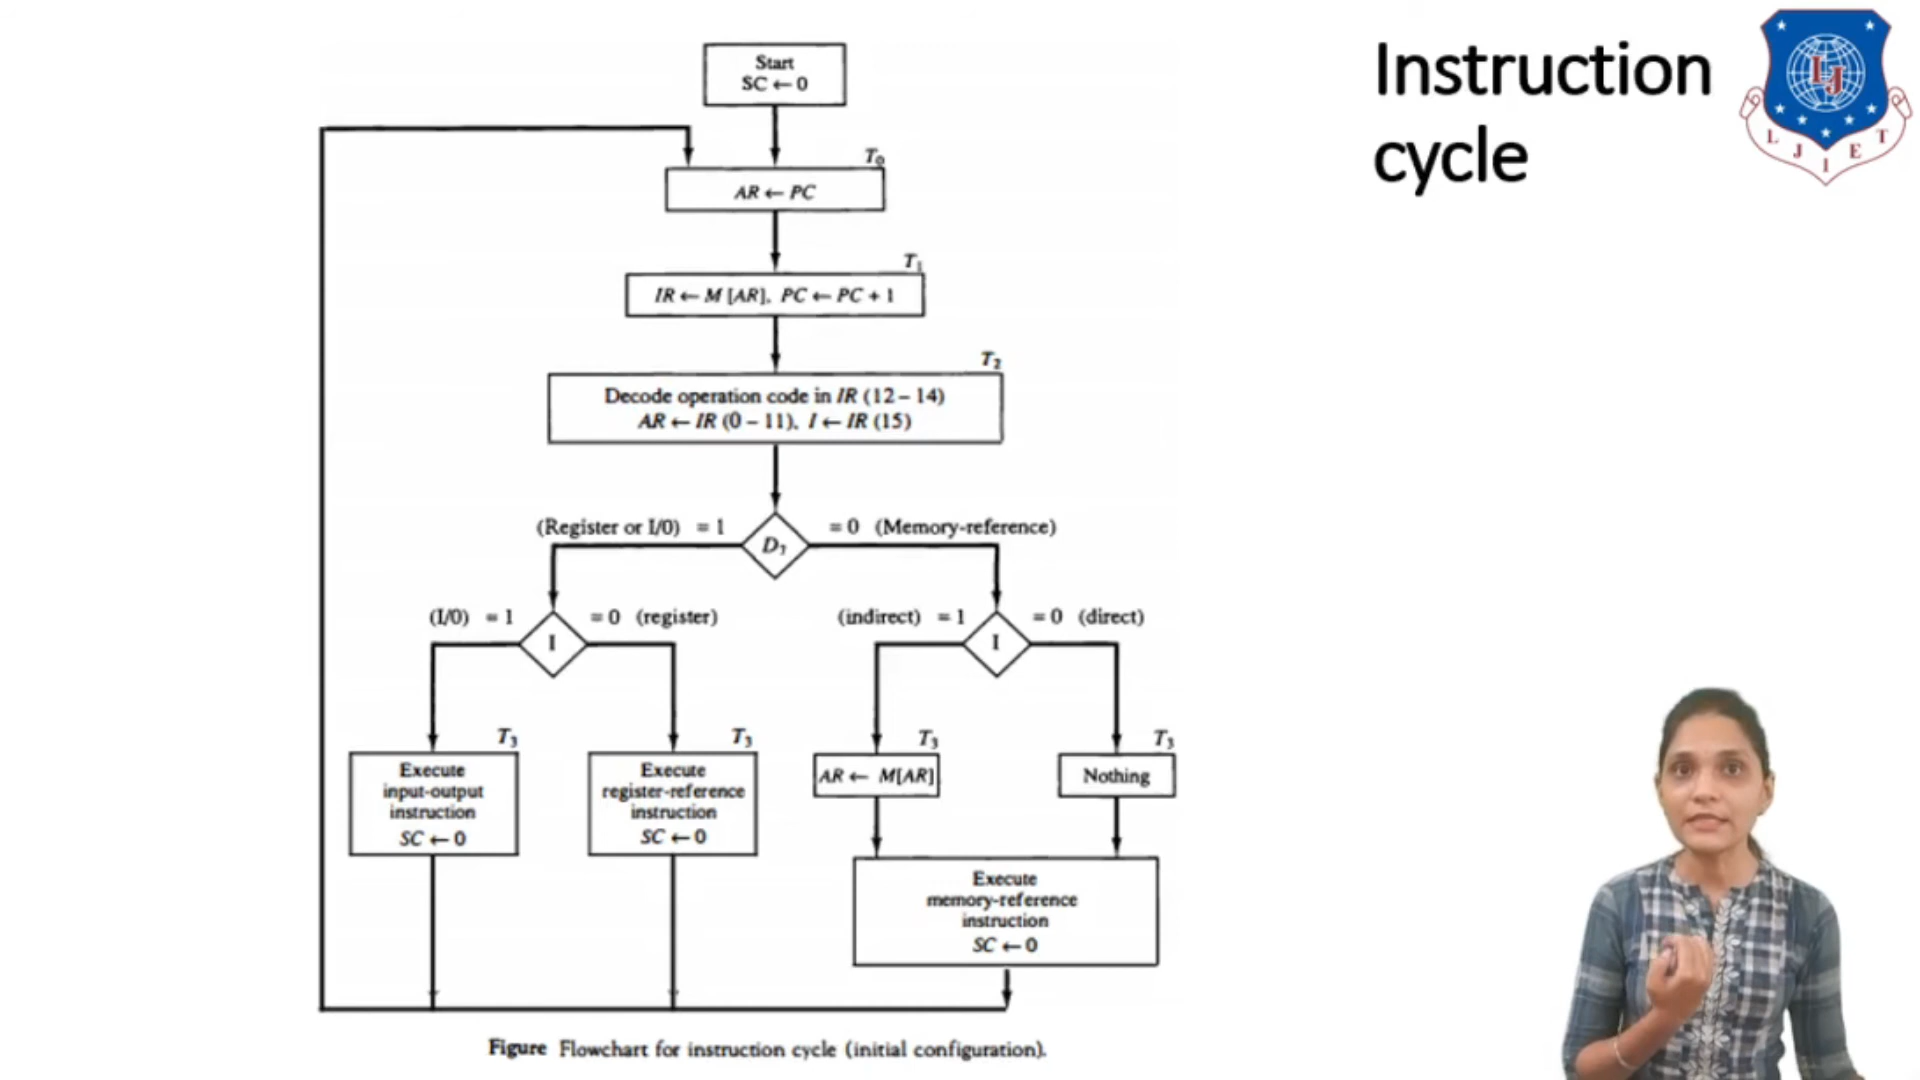 Instruction
cycle
L J I E T
LJ
Start
SC ← 0
T₀
AR ← PC
T₁
IR ← M [AR], PC ← PC + 1
T₂
Decode operation code in IR (12 – 14)
AR ← IR (0 – 11), I ← IR (15)
(Register or I/0) = 1
D₇
= 0 (Memory-reference)
(I/0) = 1
I
= 0 (register)
(indirect) = 1
I
= 0 (direct)
T₃
Execute
input-output
instruction
SC ← 0
T₃
Execute
register-reference
instruction
SC ← 0
T₃
AR ← M[AR]
T₃
Nothing
Execute
memory-reference
instruction
SC ← 0
Figure Flowchart for instruction cycle (initial configuration).